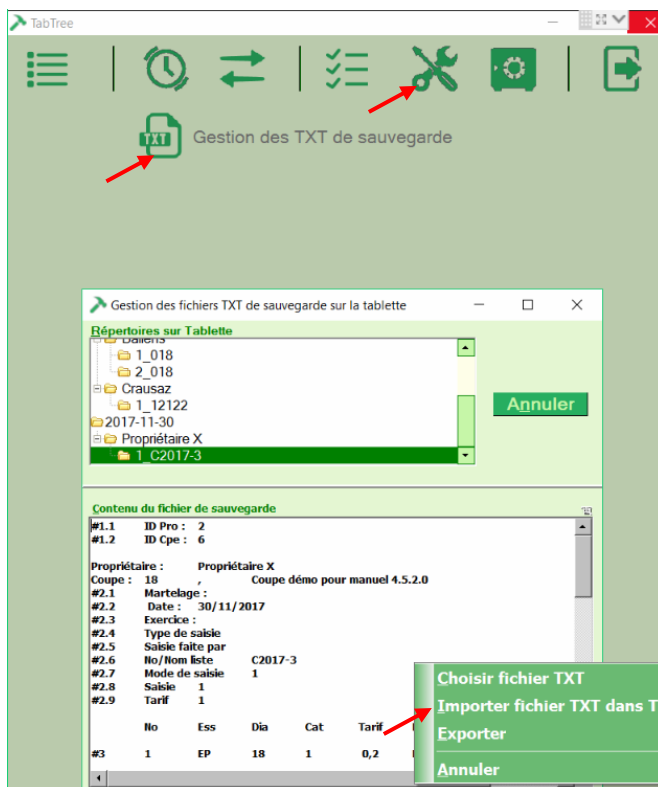 TabTree
TXT
Gestion des TXT de sauvegarde
Gestion des fichiers TXT de sauvegarde sur la tablette
Répertoires sur Tablette
Ballens
1_018
2_018
Crausaz
1_12122
2017-11-30
Propriétaire X
1_C2017-3
Annuler
Contenu du fichier de sauvegarde
#1.1 ID Pro : 2
#1.2 ID Cpe : 6
Propriétaire : Propriétaire X
Coupe : 18 , Coupe démo pour manuel 4.5.2.0
#2.1 Martelage :
#2.2 Date : 30/11/2017
#2.3 Exercice :
#2.4 Type de saisie
#2.5 Saisie faite par
#2.6 No/Nom liste C2017-3
#2.7 Mode de saisie 1
#2.8 Saisie 1
#2.9 Tarif 1
No Ess Dia Cat Tarif
#3 1 EP 18 1 0,2
Choisir fichier TXT
Importer fichier TXT dans T
Exporter
Annuler